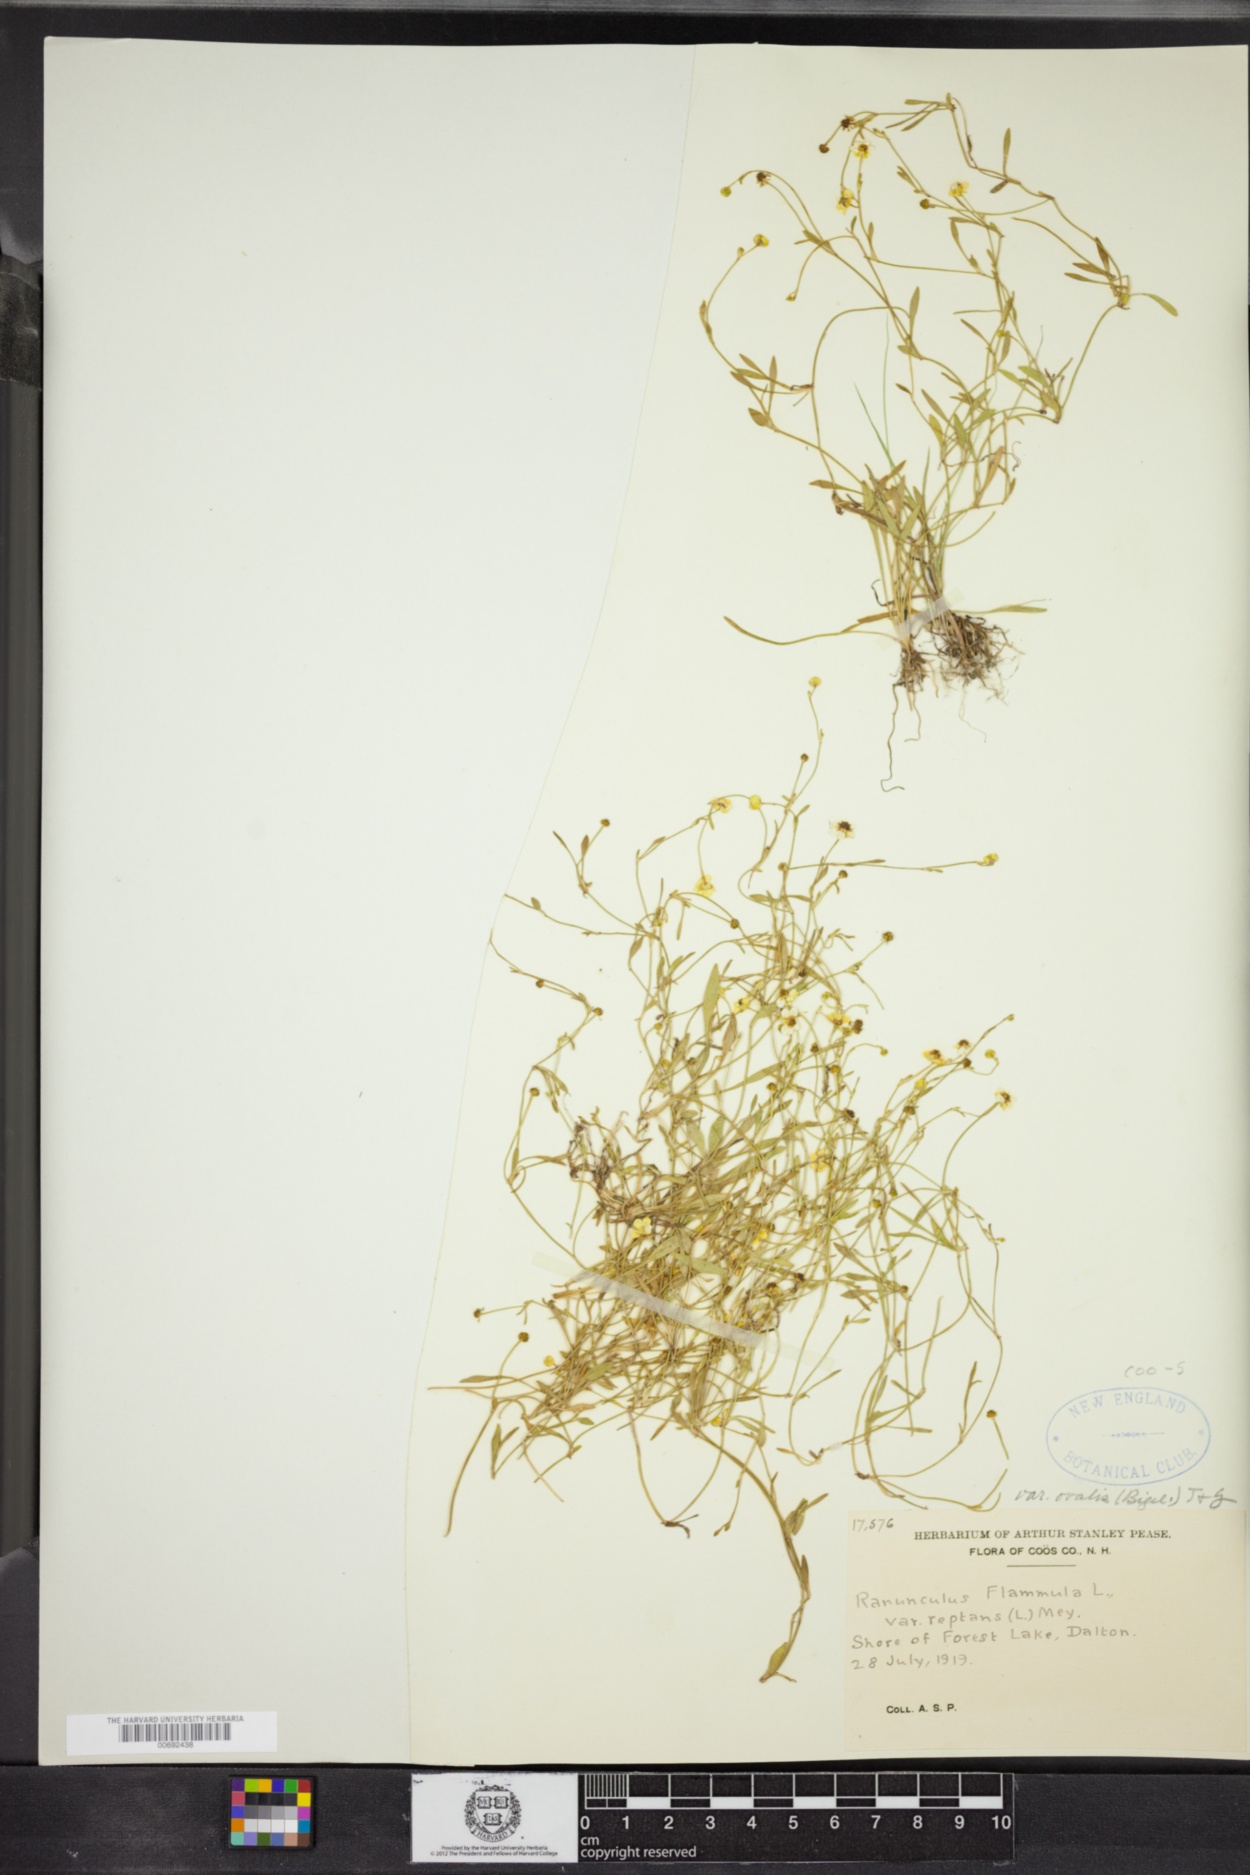 COO-S
NEW ENGLAND
BOTANICAL CLUB
var. ovalis (Bigel.) T & G
17,576
HERBARIUM OF ARTHUR STANLEY PEASE.
FLORA OF COÖS CO., N. H.
Ranunculus Flammula L.,
var. reptans (L.) Mey.
Shore of Forest Lake, Dalton.
28 July, 1919.
COLL. A. S. P.
THE HARVARD UNIVERSITY HERBARIA
00692436
HARVARD
Provided by the Harvard University Herbaria
© 2012 The President and Fellows of Harvard College
0 1 2 3 4 5 6 7 8 9 10
cm
copyright reserved